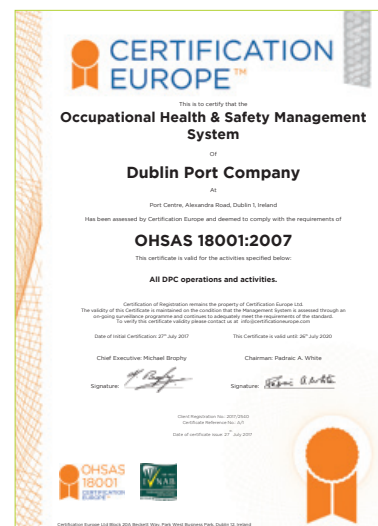 CERTIFICATION
EUROPE™
This is to certify that the
Occupational Health & Safety Management
System
Of
Dublin Port Company
At
Port Centre, Alexandra Road, Dublin 1, Ireland
Has been assessed by Certification Europe and deemed to comply with the requirements of
OHSAS 18001:2007
This certificate is valid for the activities specified below:
All DPC operations and activities.
Certification of Registration remains the property of Certification Europe Ltd.
The validity of this Certificate is maintained on the condition that the Management System is assessed through an
on-going surveillance programme and continues to adequately meet the requirements of the standard.
To verify this certificate validity please contact us at info@certificationeurope.com
Date of Initial Certification: 27th July 2017 This Certificate is valid until: 26th July 2020
Chief Executive: Michael Brophy Chairman: Padraic A. White
Signature: M Brophy Signature: Padraic A. White
Client Registration No.: 2017/2540
Certificate Reference No.: A/1
Date of certificate issue 27th July 2017
OHSAS
18001
CERTIFICATION
EUROPE
INAB
Certification Europe Ltd Block 20A Beckett Way, Park West Business Park, Dublin 12, Ireland